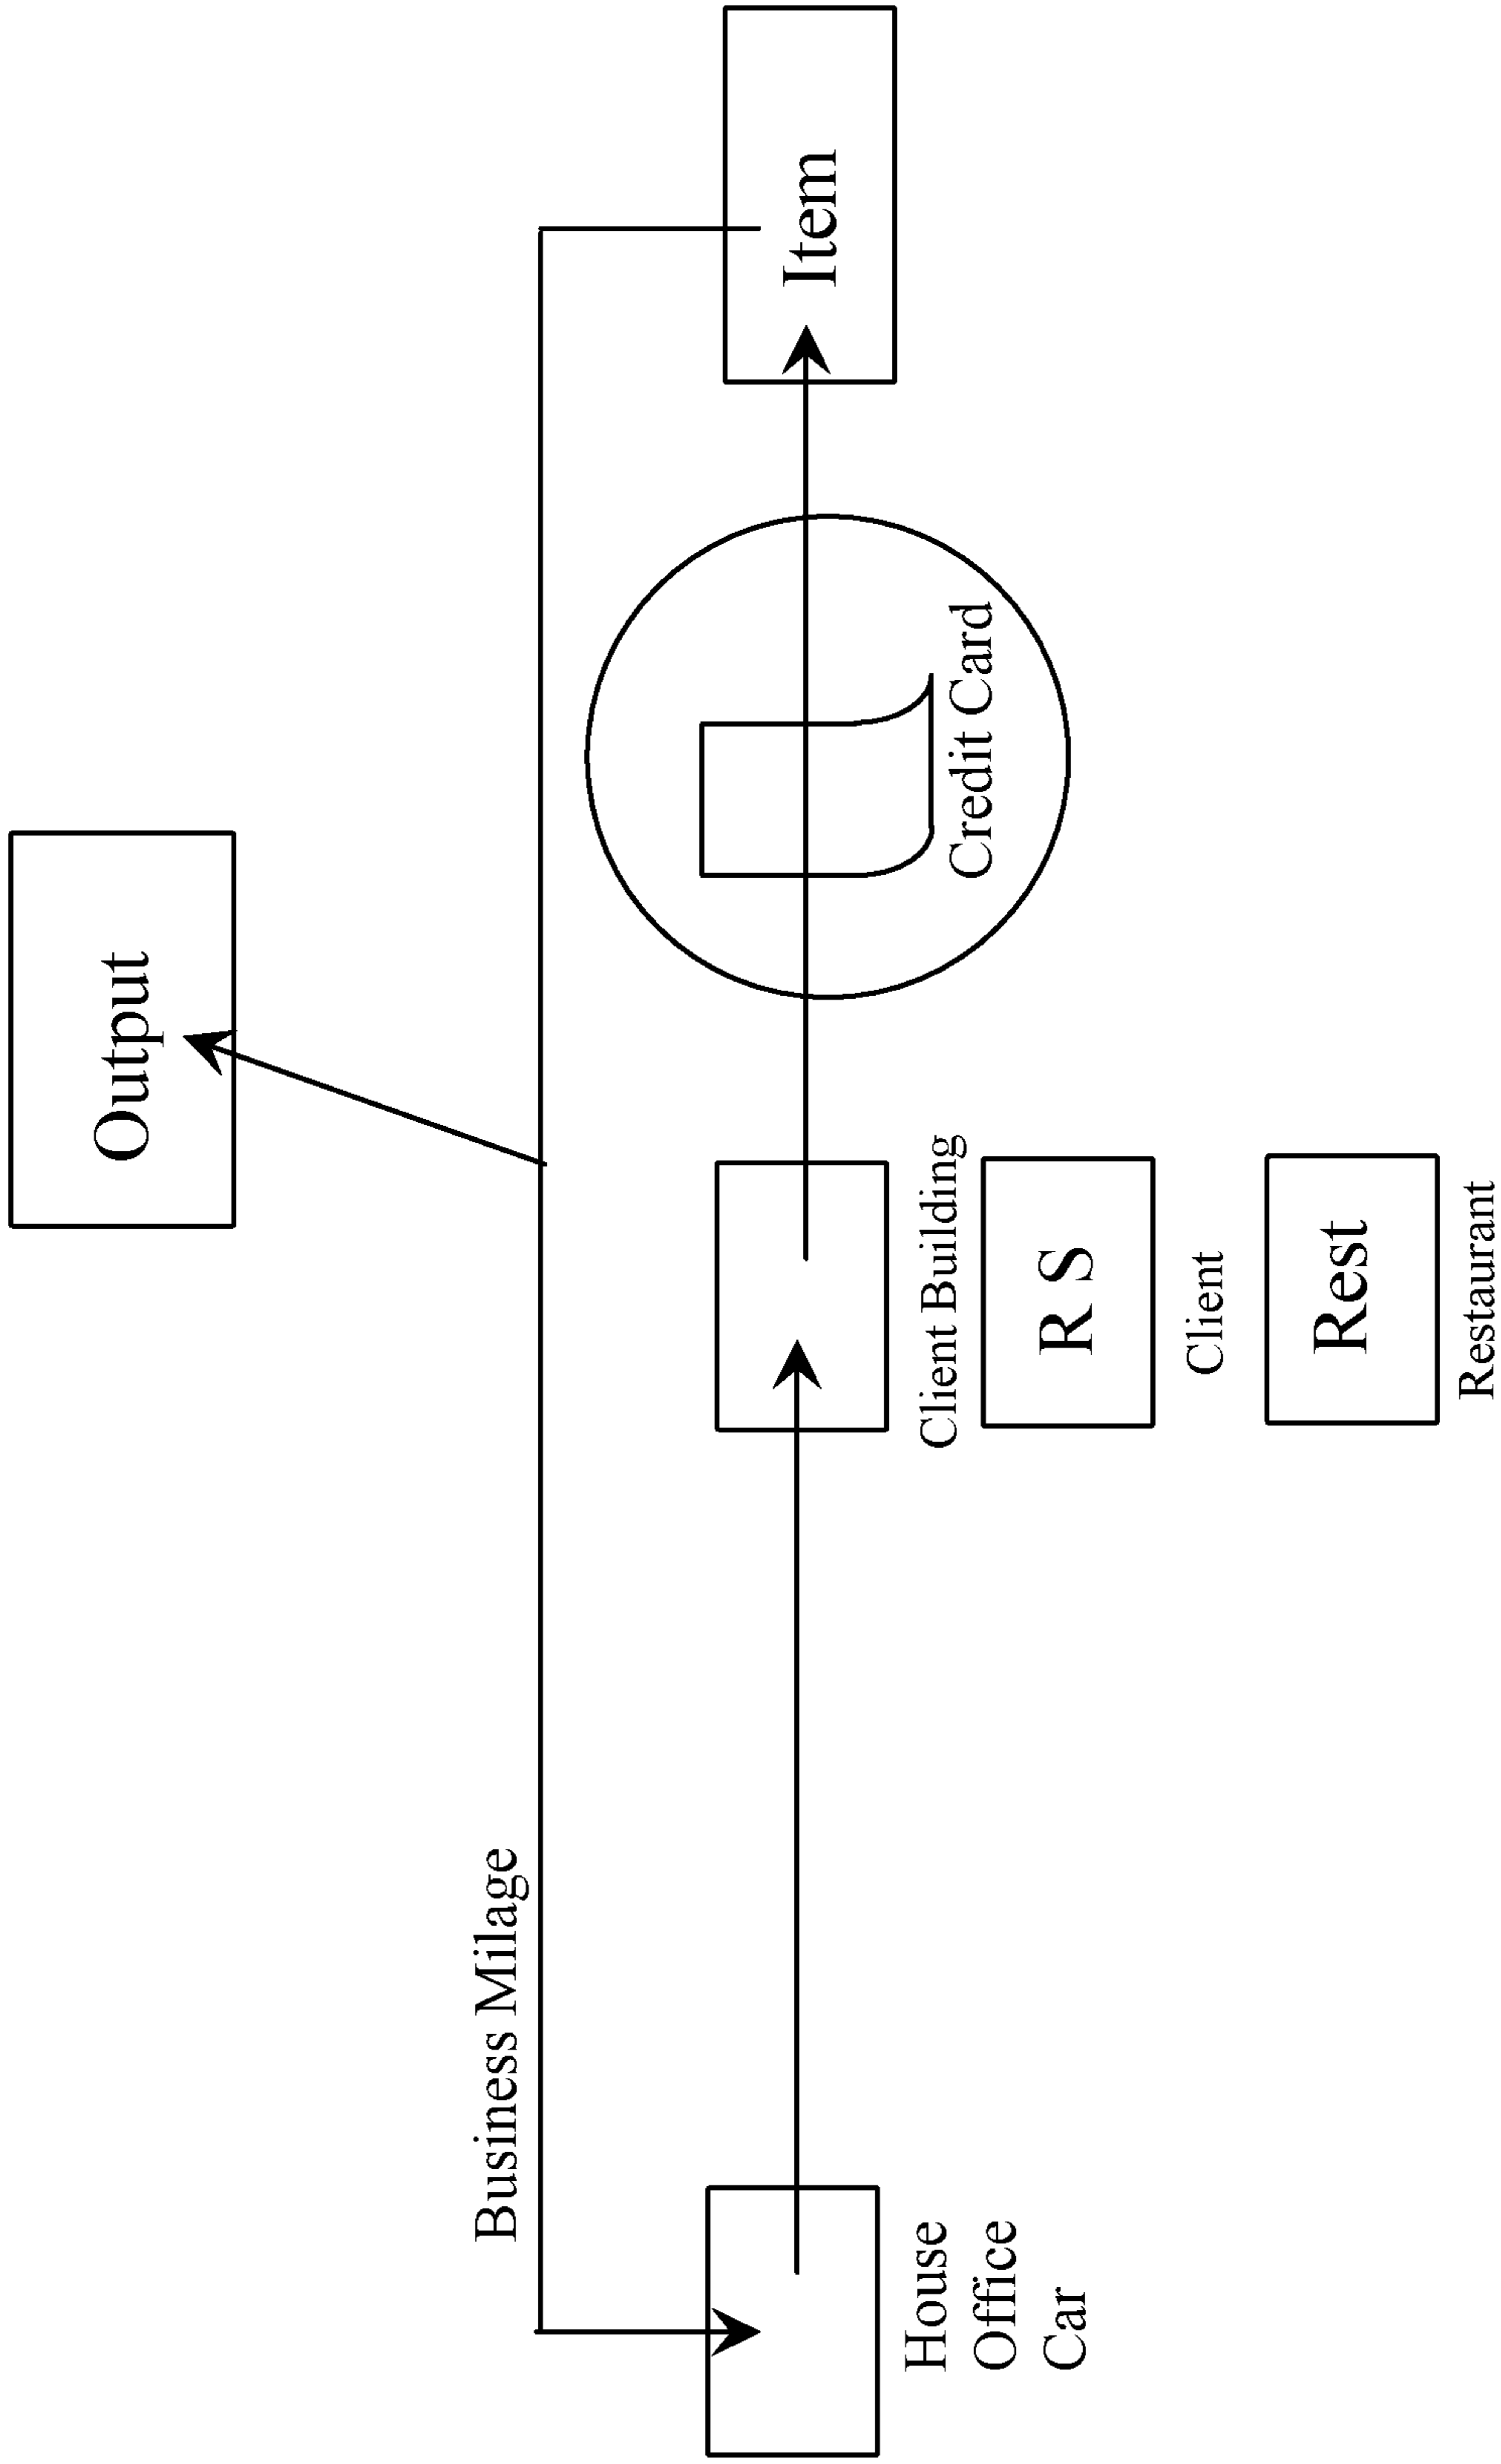 Output
Business Milage
Item
Credit Card
Client Building
R S
Client
Rest
Restaurant
House
Office
Car